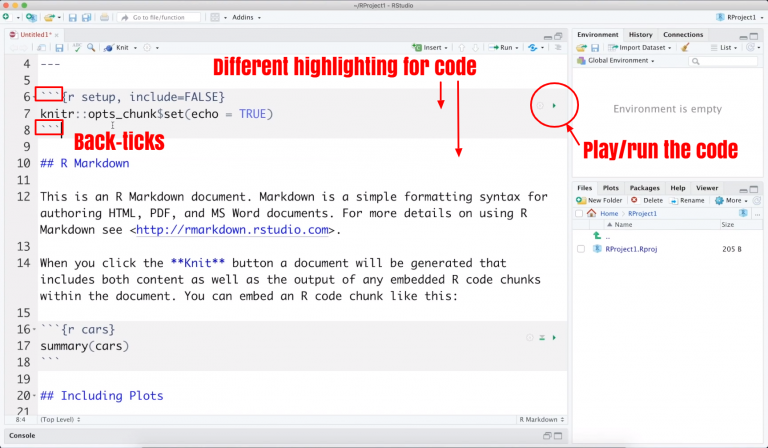 ~/RProject1 - RStudio
Go to file/function
Addins
RProject1
Untitled1*
ABC
Knit
Insert
Run
4 ---
5
6 ```{r setup, include=FALSE}
7 knitr::opts_chunk$set(echo = TRUE)
8 ```
9
10 ## R Markdown
11
12 This is an R Markdown document. Markdown is a simple formatting syntax for
authoring HTML, PDF, and MS Word documents. For more details on using R
Markdown see <http://rmarkdown.rstudio.com>.
13
14 When you click the **Knit** button a document will be generated that
includes both content as well as the output of any embedded R code chunks
within the document. You can embed an R code chunk like this:
15
16 ```{r cars}
17 summary(cars)
18 ```
19
20 ## Including Plots
21
8:4
(Top Level)
R Markdown
Console
Different highlighting for code
Back-ticks
Play/run the code
Environment History Connections
Import Dataset
List
Global Environment
Environment is empty
Files Plots Packages Help Viewer
New Folder Delete Rename More
Home RProject1
Name Size
..
RProject1.Rproj 205 B